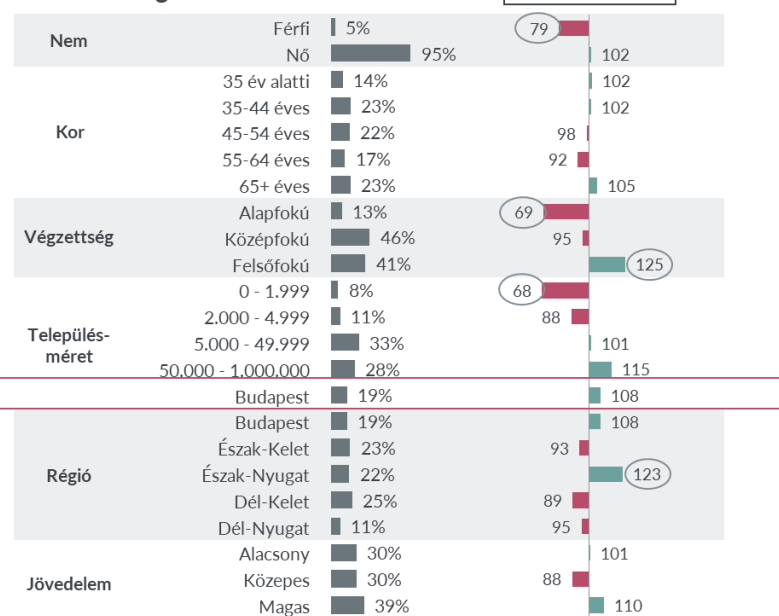 Nem
Férfi 5% 79
Nő 95% 102
Kor
35 év alatti 14% 102
35-44 éves 23% 102
45-54 éves 22% 98
55-64 éves 17% 92
65+ éves 23% 105
Végzettség
Alapfokú 13% 69
Középfokú 46% 95
Felsőfokú 41% 125
Település-
méret
0 - 1.999 8% 68
2.000 - 4.999 11% 88
5.000 - 49.999 33% 101
50.000 - 1.000.000 28% 115
Budapest 19% 108
Régió
Budapest 19% 108
Észak-Kelet 23% 93
Észak-Nyugat 22% 123
Dél-Kelet 25% 89
Dél-Nyugat 11% 95
Jövedelem
Alacsony 30% 101
Közepes 30% 88
Magas 39% 110